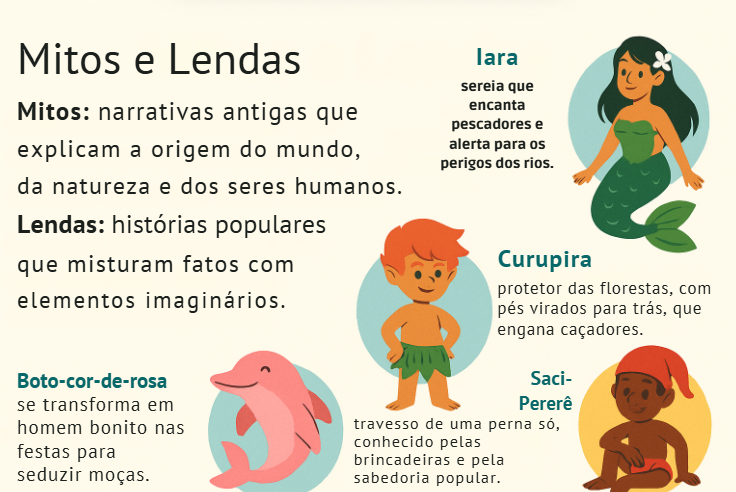 Mitos e Lendas
Mitos: narrativas antigas que
explicam a origem do mundo,
da natureza e dos seres humanos.
Lendas: histórias populares
que misturam fatos com
elementos imaginários.
Iara
sereia que
encanta
pescadores e
alerta para os
perigos dos rios.
Curupira
protetor das florestas, com
pés virados para trás, que
engana caçadores.
Boto-cor-de-rosa
se transforma em
homem bonito nas
festas para
seduzir moças.
Saci-
Pererê
travesso de uma perna só,
conhecido pelas
brincadeiras e pela
sabedoria popular.